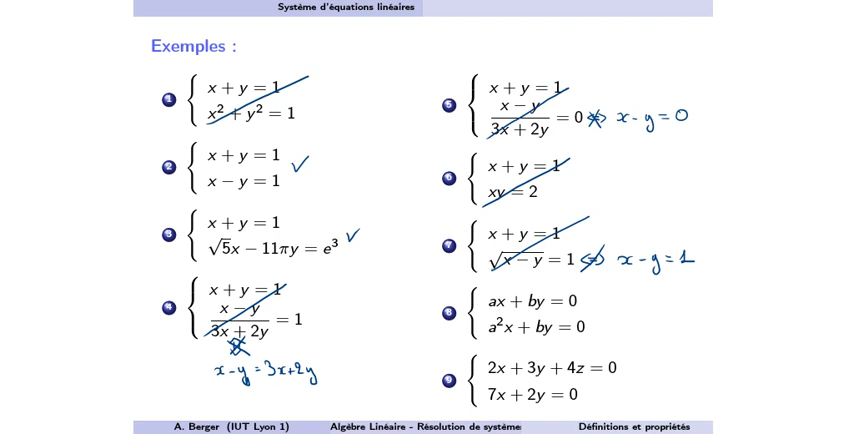 Système d'équations linéaires
Exemples :
1
x + y = 1
x² + y² = 1
2
x + y = 1
x − y = 1
✓
3
x + y = 1
√5x − 11πy = e³
✓
4
x + y = 1
x − y
3x + 2y
= 1
⇔
x - y = 3x + 2y
5
x + y = 1
x − y
3x + 2y
= 0 ⇔ x - y = 0
6
x + y = 1
xy = 2
7
x + y = 1
√x − y = 1 ⇔ x - y = 1
8
ax + by = 0
a²x + by = 0
9
2x + 3y + 4z = 0
7x + 2y = 0
A. Berger (IUT Lyon 1) Algèbre Linéaire - Résolution de système Définitions et propriétés